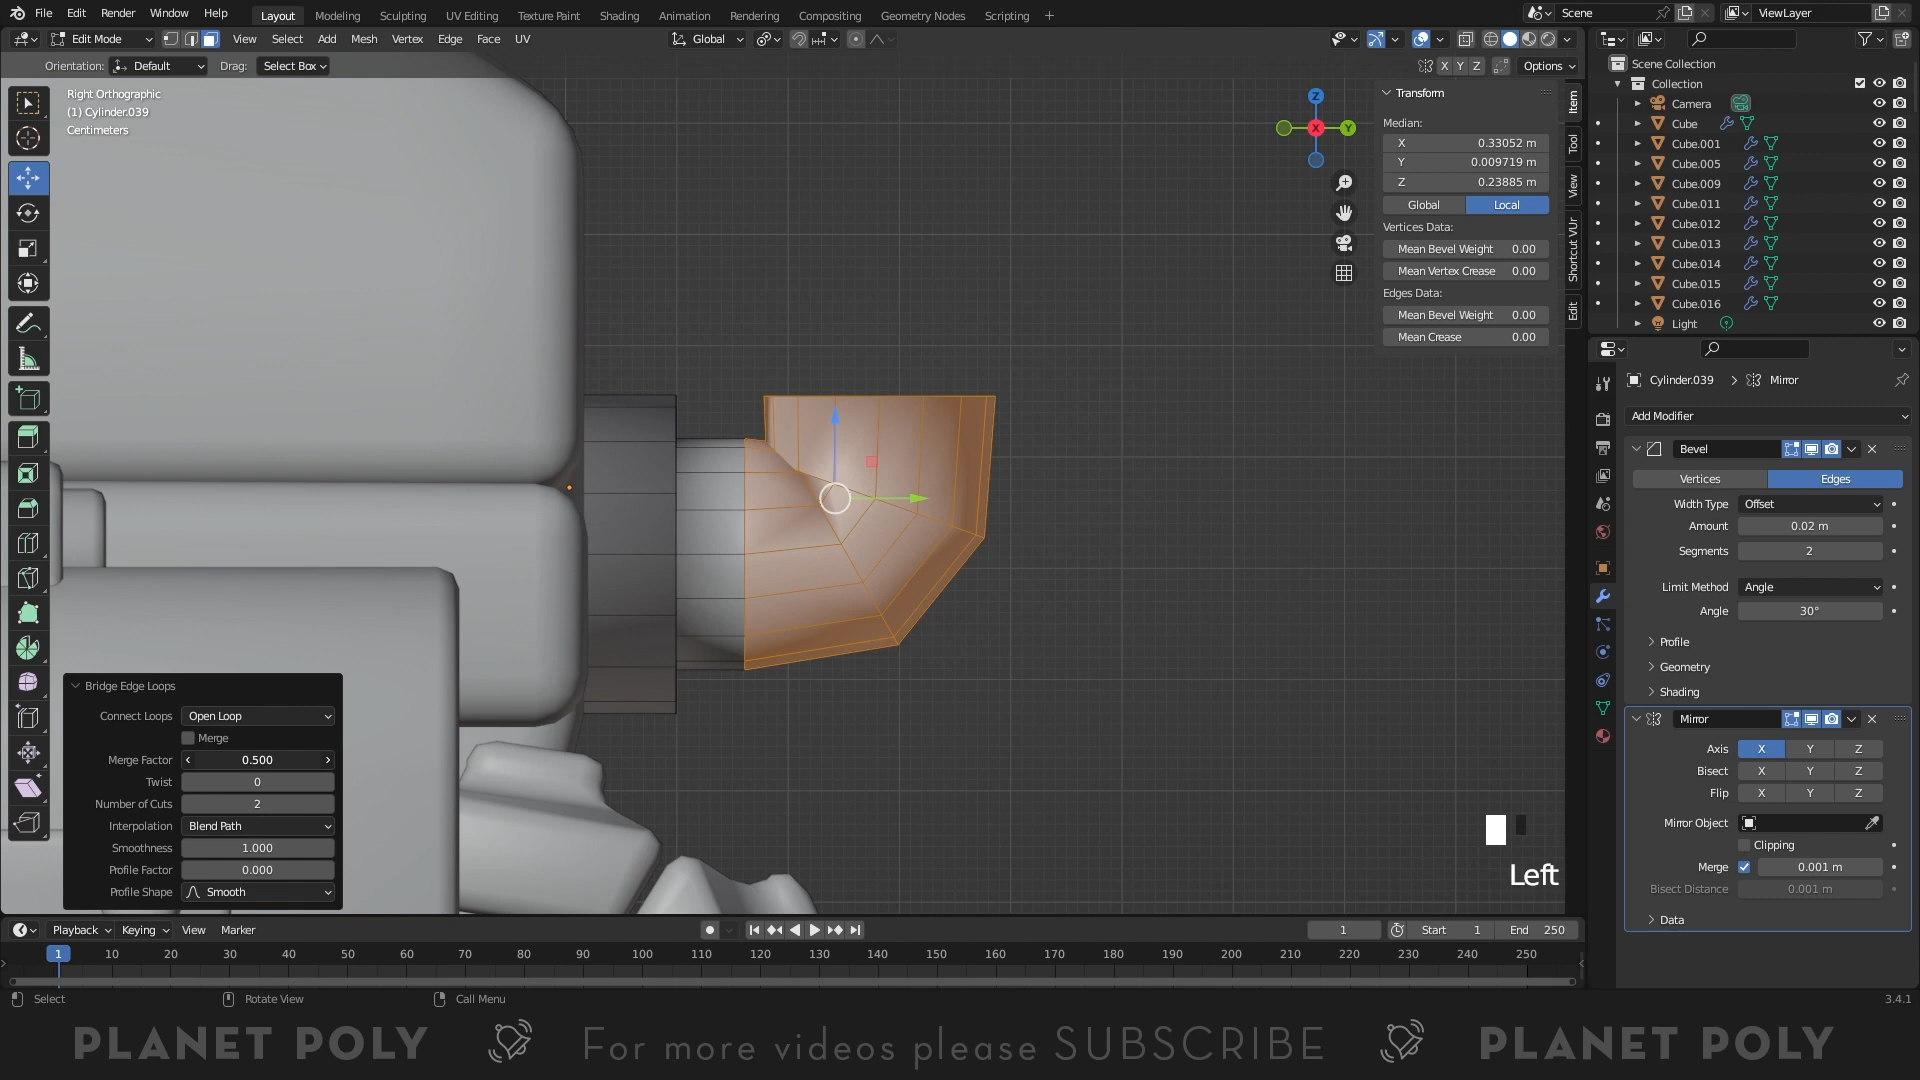 File Edit Render Window Help Layout Modeling Sculpting UV Editing Texture Paint Shading Animation Rendering Compositing Geometry Nodes Scripting + Scene ViewLayer
Edit Mode View Select Add Mesh Vertex Edge Face UV Global
Orientation: Default Drag: Select Box X Y Z Options
Right Orthographic
(1) Cylinder.039
Centimeters
Z
X
Y
Transform
Median:
X 0.33052 m
Y 0.009719 m
Z 0.23885 m
Global Local
Vertices Data:
Mean Bevel Weight 0.00
Mean Vertex Crease 0.00
Edges Data:
Mean Bevel Weight 0.00
Mean Crease 0.00
Item
Tool
View
Shortcut VUr
Edit
Scene Collection
Collection
Camera
Cube
Cube.001
Cube.005
Cube.009
Cube.011
Cube.012
Cube.013
Cube.014
Cube.015
Cube.016
Light
Cylinder.039 > Mirror
Add Modifier
Bevel
Vertices Edges
Width Type Offset
Amount 0.02 m
Segments 2
Limit Method Angle
Angle 30°
Profile
Geometry
Shading
Mirror
Axis X Y Z
Bisect X Y Z
Flip X Y Z
Mirror Object
Clipping
Merge 0.001 m
Bisect Distance 0.001 m
Data
Bridge Edge Loops
Connect Loops Open Loop
Merge
Merge Factor 0.500
Twist 0
Number of Cuts 2
Interpolation Blend Path
Smoothness 1.000
Profile Factor 0.000
Profile Shape Smooth
Left
Playback Keying View Marker 1 Start 1 End 250
1 10 20 30 40 50 60 70 80 90 100 110 120 130 140 150 160 170 180 190 200 210 220 230 240 250
Select Rotate View Call Menu 3.4.1
PLANET POLY For more videos please SUBSCRIBE PLANET POLY